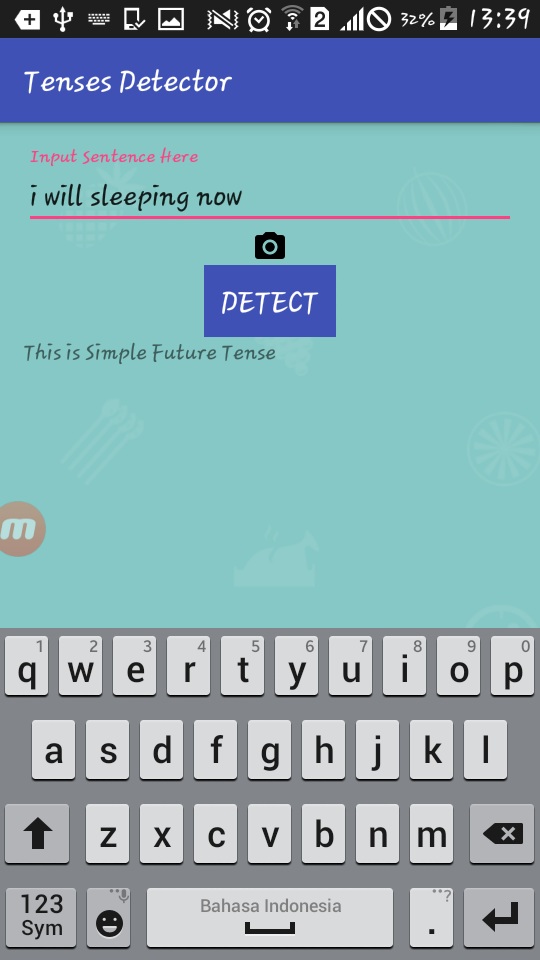 2 32% 13:39
Tenses Detector
Input Sentence Here
i will sleeping now
DETECT
This is Simple Future Tense
m
1 2 3 4 5 6 7 8 9 0
q w e r t y u i o p
a s d f g h j k l
z x c v b n m
123 Bahasa Indonesia ?
Sym .